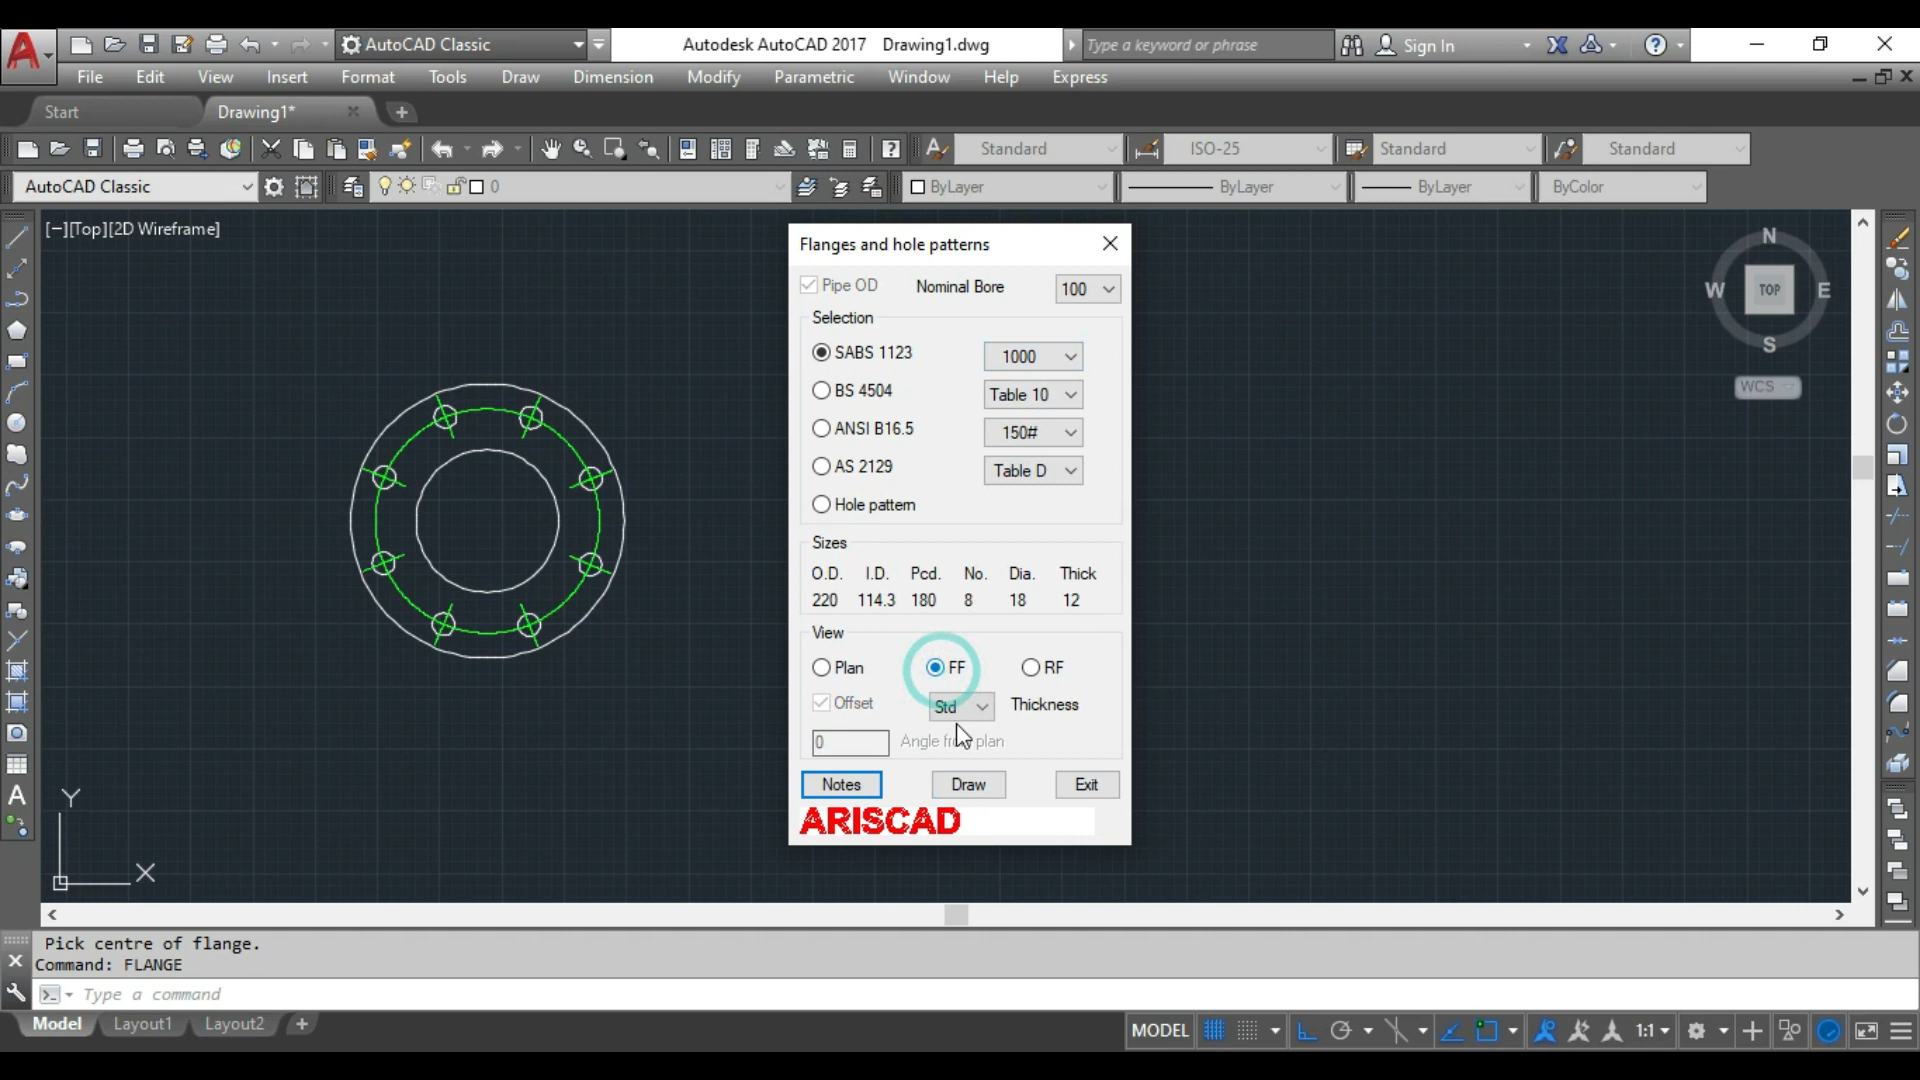 AutoCAD Classic
Autodesk AutoCAD 2017 Drawing1.dwg
Type a keyword or phrase
Sign In
File Edit View Insert Format Tools Draw Dimension Modify Parametric Window Help Express
Start Drawing1*
Standard ISO-25 Standard Standard
AutoCAD Classic 0 ByLayer ByLayer ByLayer ByColor
[−][Top][2D Wireframe]
N
W TOP E
S
WCS
Flanges and hole patterns
Pipe OD Nominal Bore 100
Selection
SABS 1123 1000
BS 4504 Table 10
ANSI B16.5 150#
AS 2129 Table D
Hole pattern
Sizes
O.D. I.D. Pcd. No. Dia. Thick
220 114.3 180 8 18 12
View
Plan FF RF
Offset Std Thickness
0 Angle from plan
Notes Draw Exit
ARISCAD
Y
X
Pick centre of flange.
Command: FLANGE
Type a command
Model Layout1 Layout2
MODEL 1:1